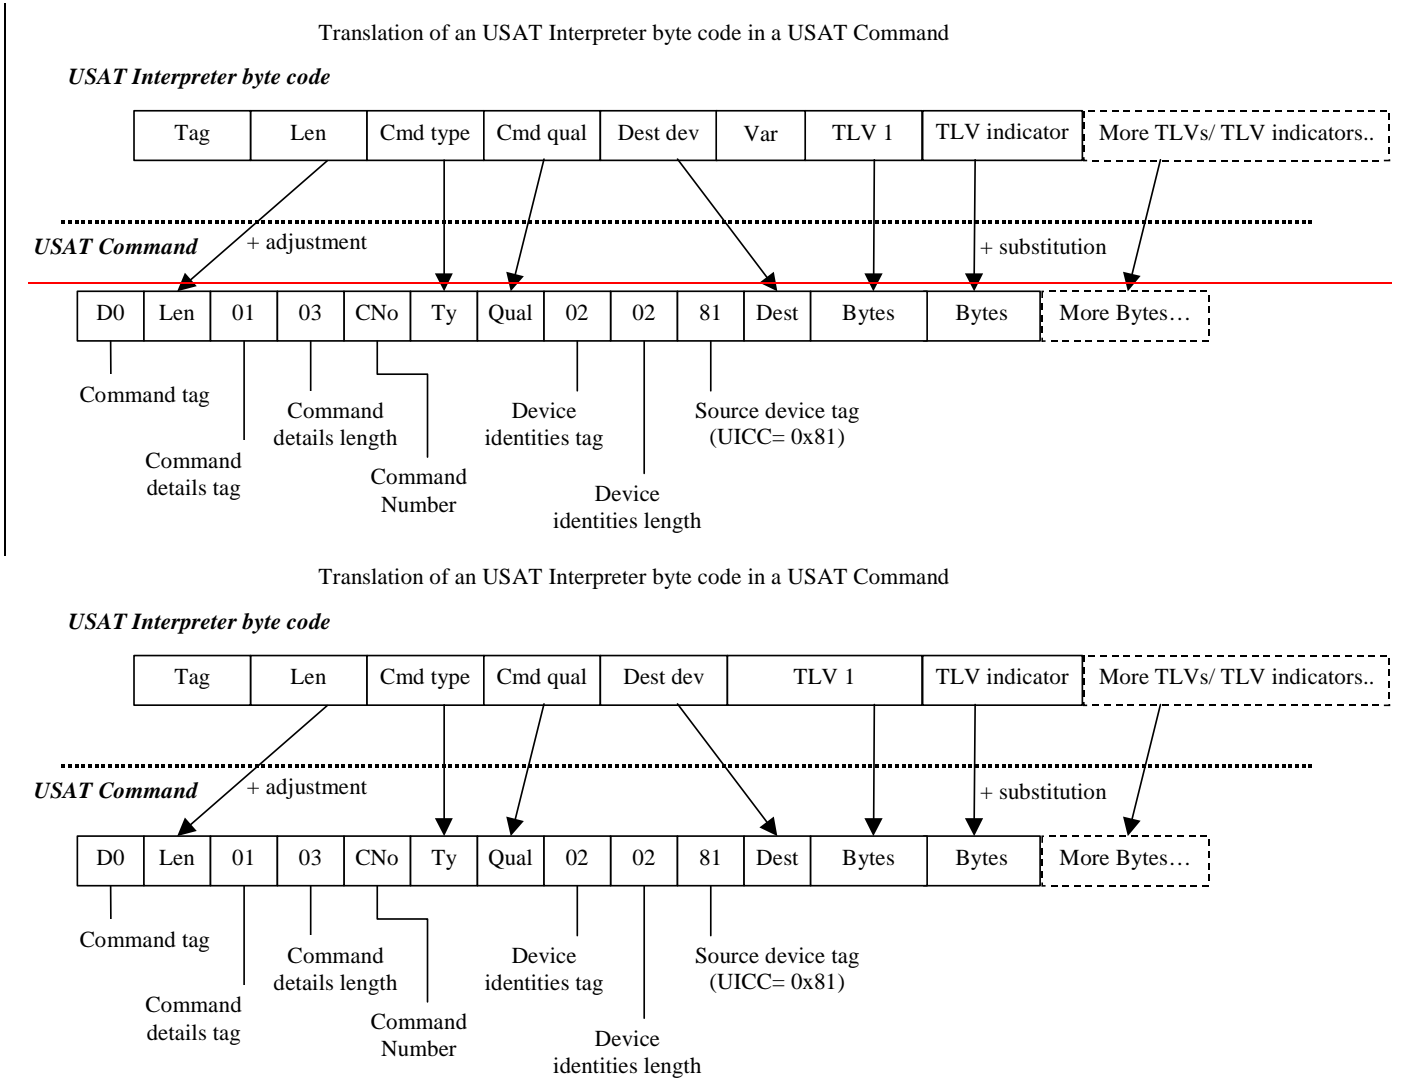 Translation of an USAT Interpreter byte code in a USAT Command
USAT Interpreter byte code
Tag Len Cmd type Cmd qual Dest dev Var TLV 1 TLV indicator More TLVs/ TLV indicators..
USAT Command + adjustment + substitution
D0 Len 01 03 CNo Ty Qual 02 02 81 Dest Bytes Bytes More Bytes…
Command tag
Command
details length
Device
identities tag
Source device tag
(UICC= 0x81)
Command
details tag
Command
Number
Device
identities length
Translation of an USAT Interpreter byte code in a USAT Command
USAT Interpreter byte code
Tag Len Cmd type Cmd qual Dest dev TLV 1 TLV indicator More TLVs/ TLV indicators..
USAT Command + adjustment + substitution
D0 Len 01 03 CNo Ty Qual 02 02 81 Dest Bytes Bytes More Bytes…
Command tag
Command
details length
Device
identities tag
Source device tag
(UICC= 0x81)
Command
details tag
Command
Number
Device
identities length